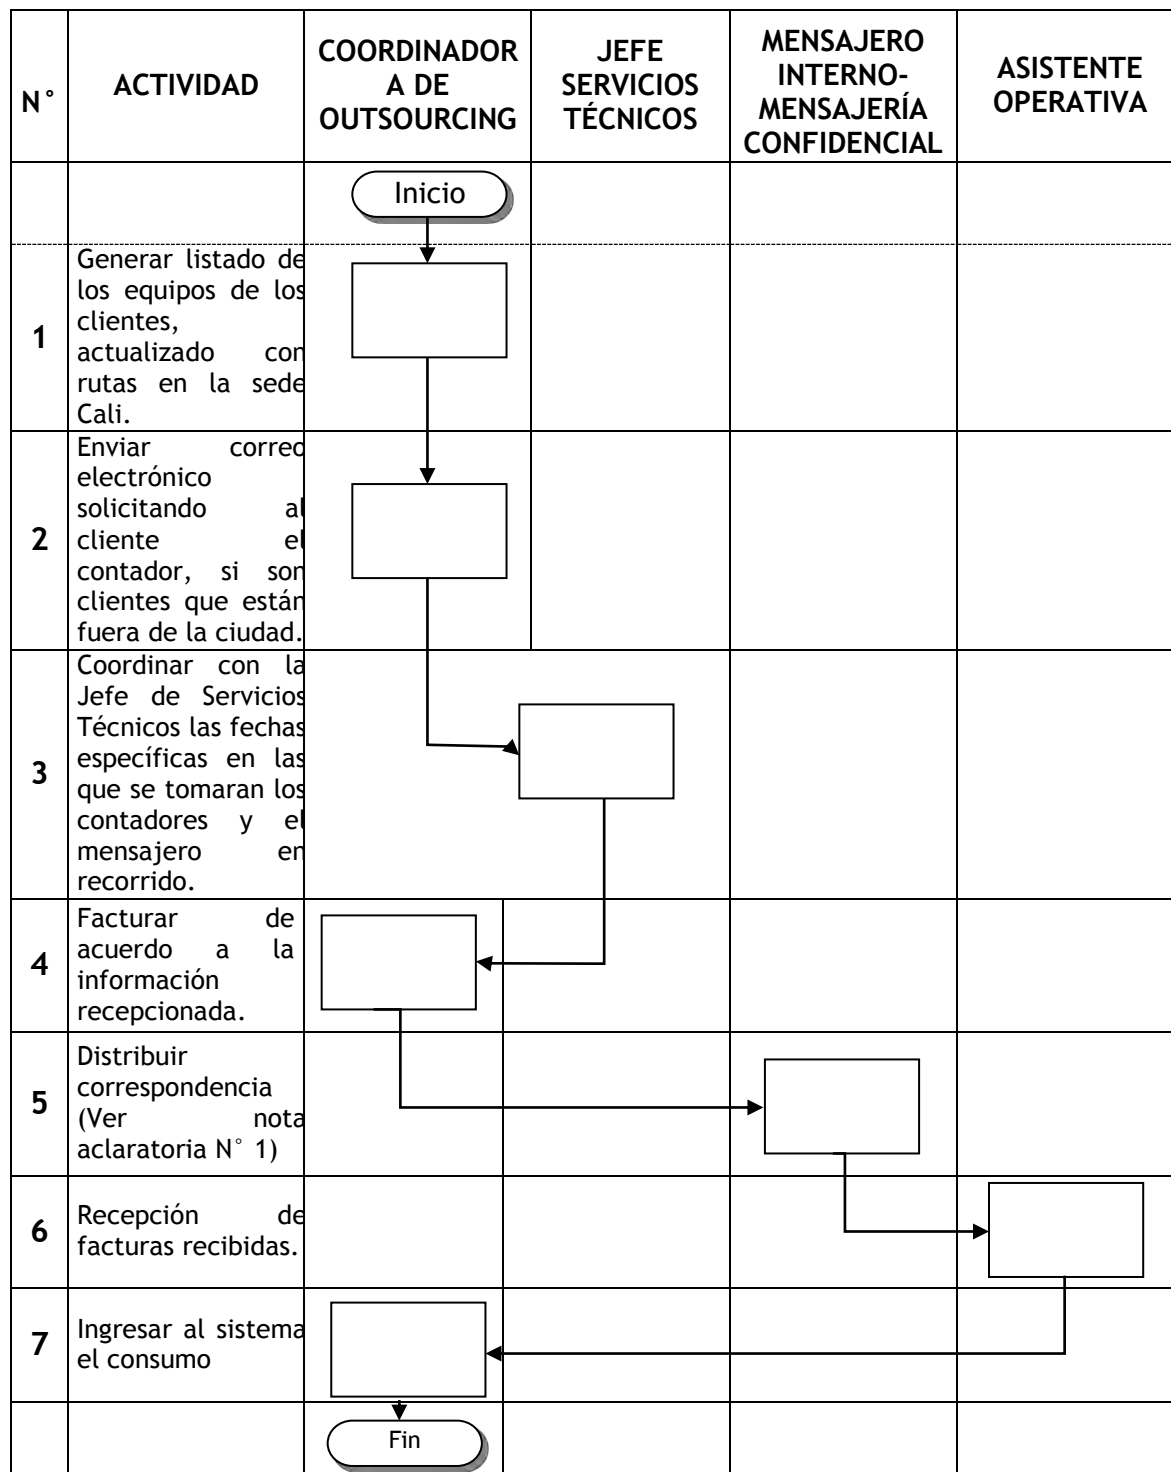 N°
ACTIVIDAD
COORDINADOR
A DE
OUTSOURCING
JEFE
SERVICIOS
TÉCNICOS
MENSAJERO
INTERNO-
MENSAJERÍA
CONFIDENCIAL
ASISTENTE
OPERATIVA
Inicio
1
Generar listado de
los equipos de los
clientes,
actualizado con
rutas en la sede
Cali.
2
Enviar correo
electrónico
solicitando al
cliente el
contador, si son
clientes que están
fuera de la ciudad.
3
Coordinar con la
Jefe de Servicios
Técnicos las fechas
específicas en las
que se tomaran los
contadores y el
mensajero en
recorrido.
4
Facturar de
acuerdo a la
información
recepcionada.
5
Distribuir
correspondencia
(Ver nota
aclaratoria N° 1)
6
Recepción de
facturas recibidas.
7
Ingresar al sistema
el consumo
Fin